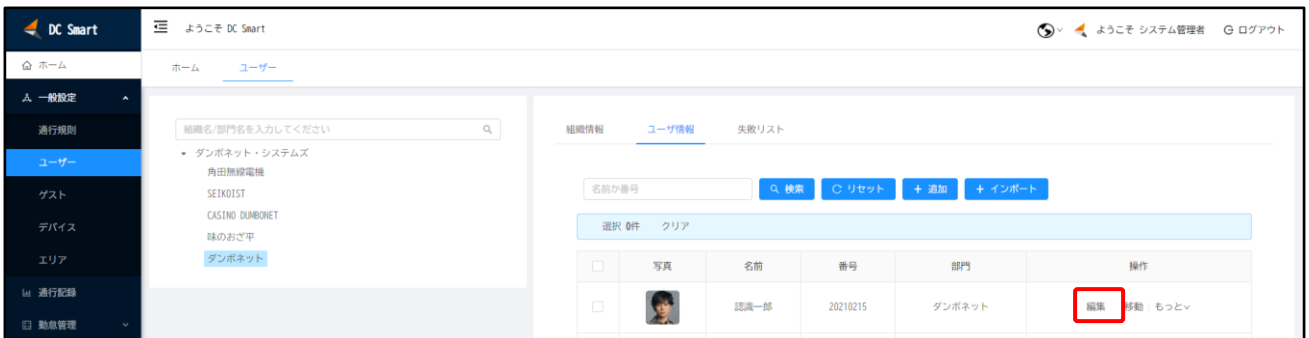 DC Smart
ようこそ DC Smart
ようこそ システム管理者
ログアウト
ホーム
一般設定
通行規則
ユーザー
ゲスト
デバイス
エリア
通行記録
勤怠管理
ホーム ユーザー
組織名/部門名を入力してください
ダンボネット・システムズ
角田無線電機
SEIKOIST
CASINO DUMBONET
味のおざ平
ダンボネット
組織情報 ユーザ情報 失敗リスト
名前か番号 検索 リセット + 追加 + インポート
選択 0件 クリア
写真 名前 番号 部門 操作
認識一郎 20210215 ダンボネット 編集 移動 もっと